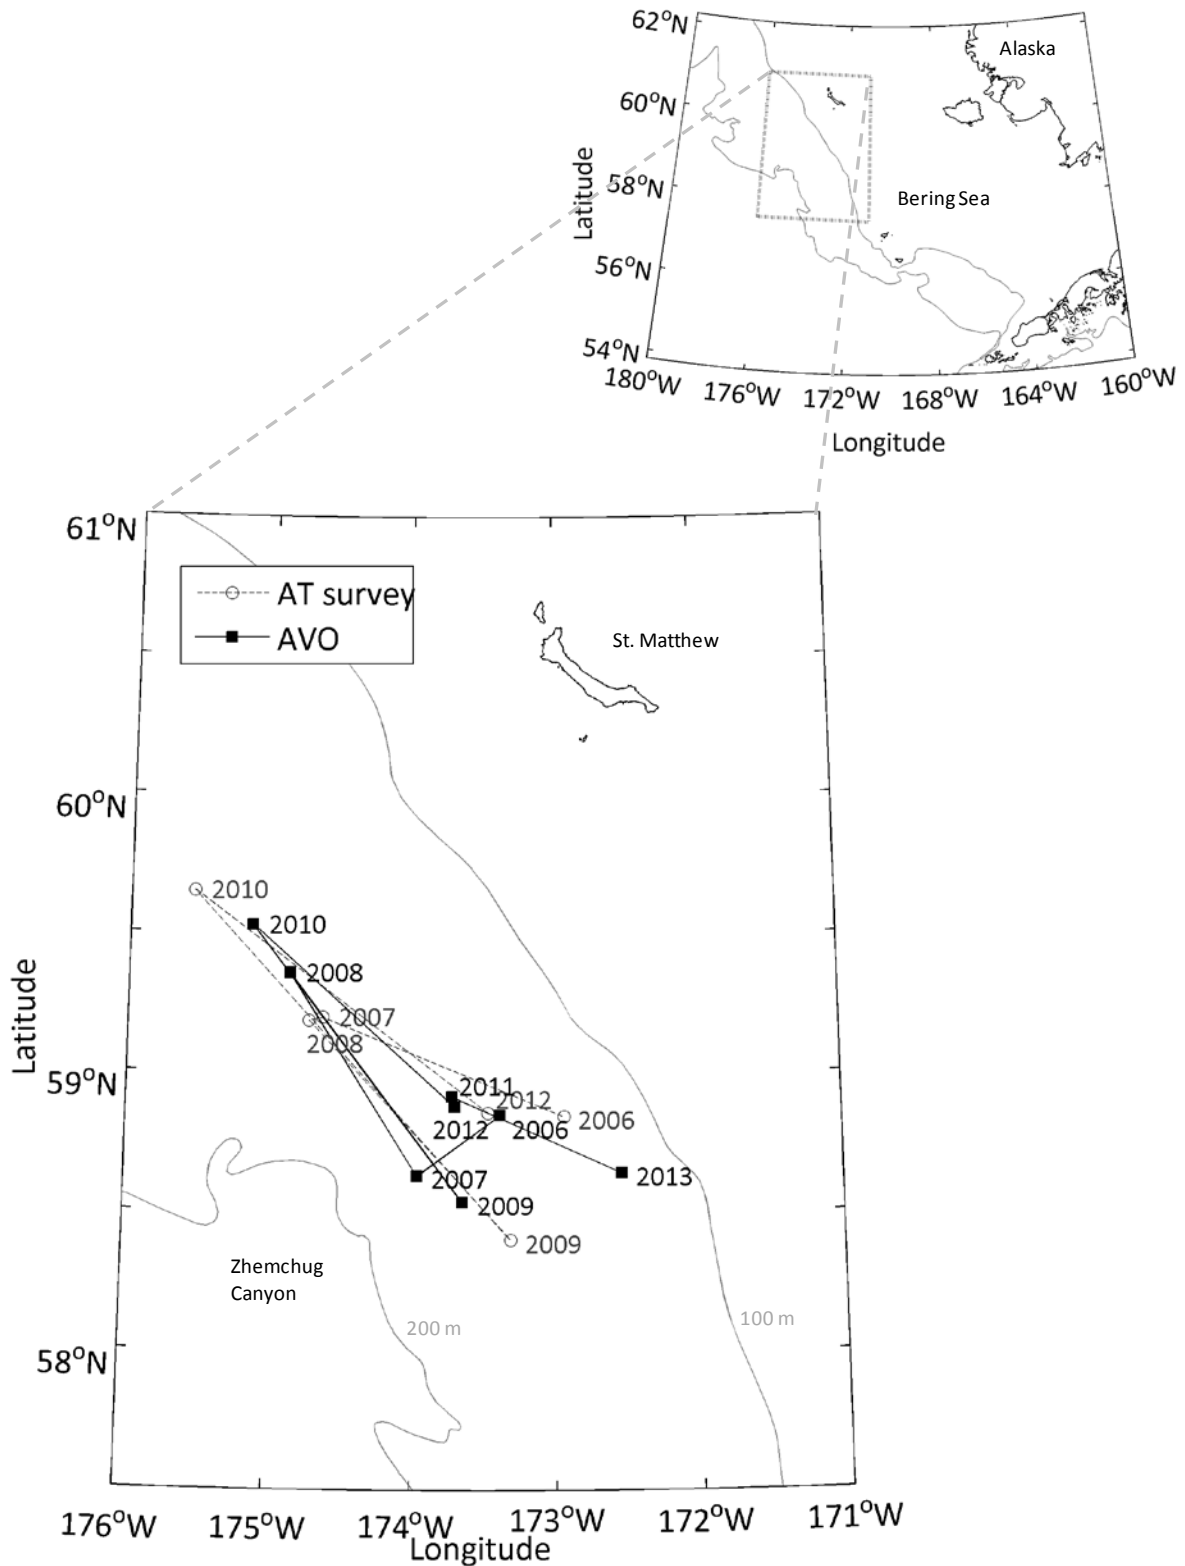 62°N
Alaska
60°N
58°N
Latitude
Bering Sea
56°N
54°N
180°W
176°W
172°W
168°W
164°W
160°W
Longitude
61°N
AT survey
AVO
St. Matthew
60°N
2010
2010
2008
2007
2008
Latitude
59°N
2011
2012
2012
2006
2006
2007
2013
2009
2009
Zhemchug
Canyon
200 m
100 m
58°N
176°W
175°W
174°W
173°W
172°W
171°W
Longitude